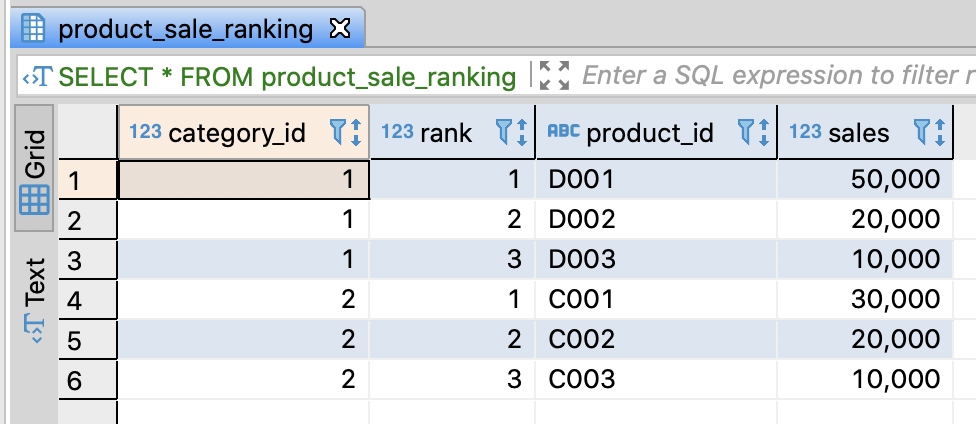 product_sale_ranking
SELECT * FROM product_sale_ranking Enter a SQL expression to filter r
Grid
Text
123 category_id 123 rank ABC product_id 123 sales
1 1 1 D001 50,000
2 1 2 D002 20,000
3 1 3 D003 10,000
4 2 1 C001 30,000
5 2 2 C002 20,000
6 2 3 C003 10,000